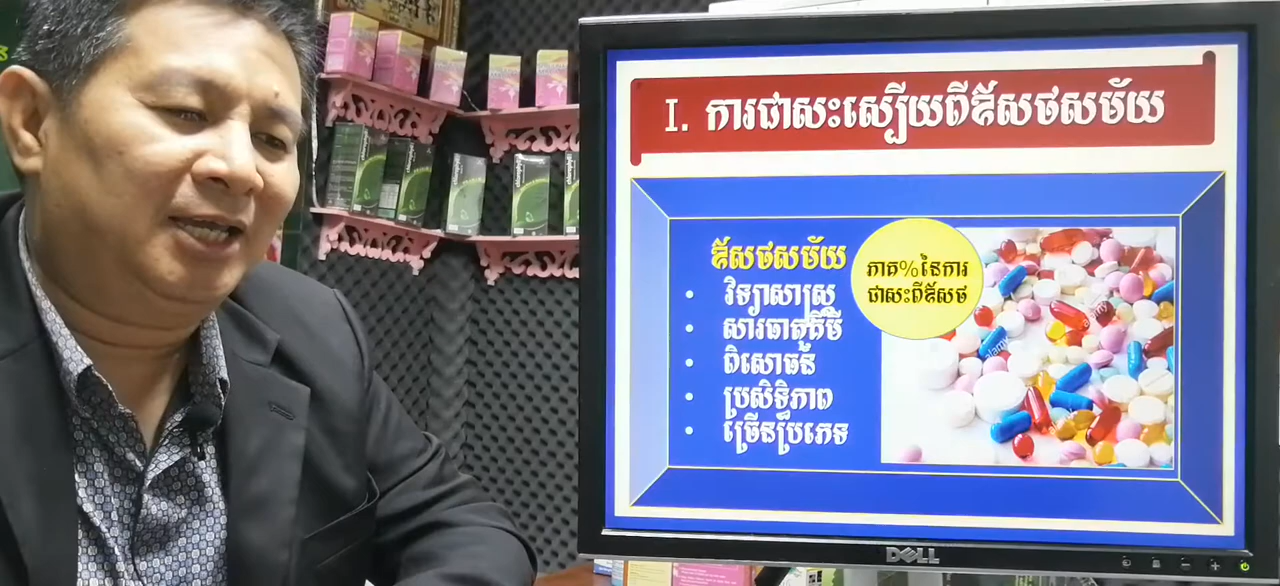 I. ការជាសះស្បើយពីឪសថសម័យ
ឪសថសម័យ
• វិទ្យាសាស្ត្រ
• សារធាតុគីមី
• ពិសោធន៍
• ប្រសិទ្ធិភាព
• ច្រើនប្រភេទ
ភាគ%នៃការ
ជាសះពីឪសថ
alamy
alamy
DELL